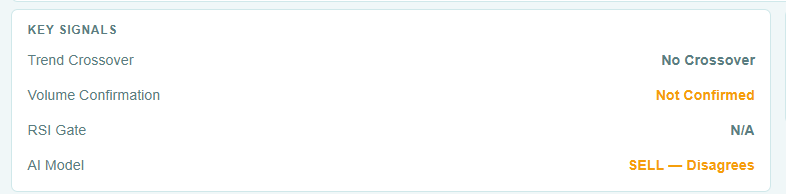 KEY SIGNALS
Trend Crossover No Crossover
Volume Confirmation Not Confirmed
RSI Gate N/A
AI Model SELL — Disagrees